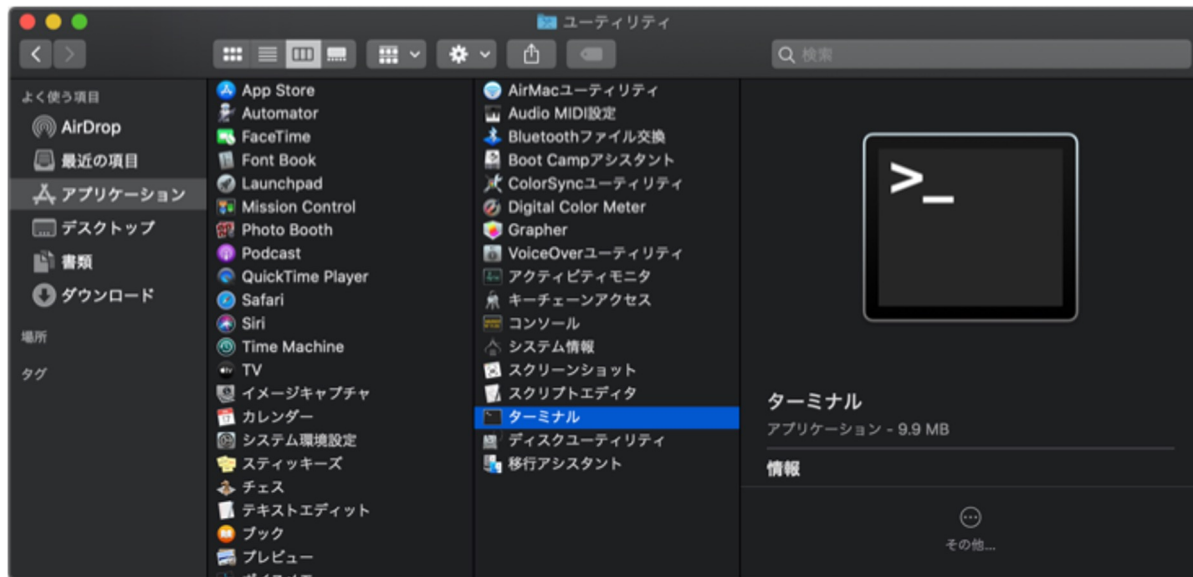 ユーティリティ
検索
よく使う項目
AirDrop
最近の項目
アプリケーション
デスクトップ
書類
ダウンロード
場所
タグ
App Store
Automator
FaceTime
Font Book
Launchpad
Mission Control
Photo Booth
Podcast
QuickTime Player
Safari
Siri
Time Machine
TV
イメージキャプチャ
カレンダー
システム環境設定
スティッキーズ
チェス
テキストエディット
ブック
プレビュー
AirMacユーティリティ
Audio MIDI設定
Bluetoothファイル交換
Boot Campアシスタント
ColorSyncユーティリティ
Digital Color Meter
Grapher
VoiceOverユーティリティ
アクティビティモニタ
キーチェーンアクセス
コンソール
システム情報
スクリーンショット
スクリプトエディタ
ターミナル
ディスクユーティリティ
移行アシスタント
>_
ターミナル
アプリケーション - 9.9 MB
情報
その他...